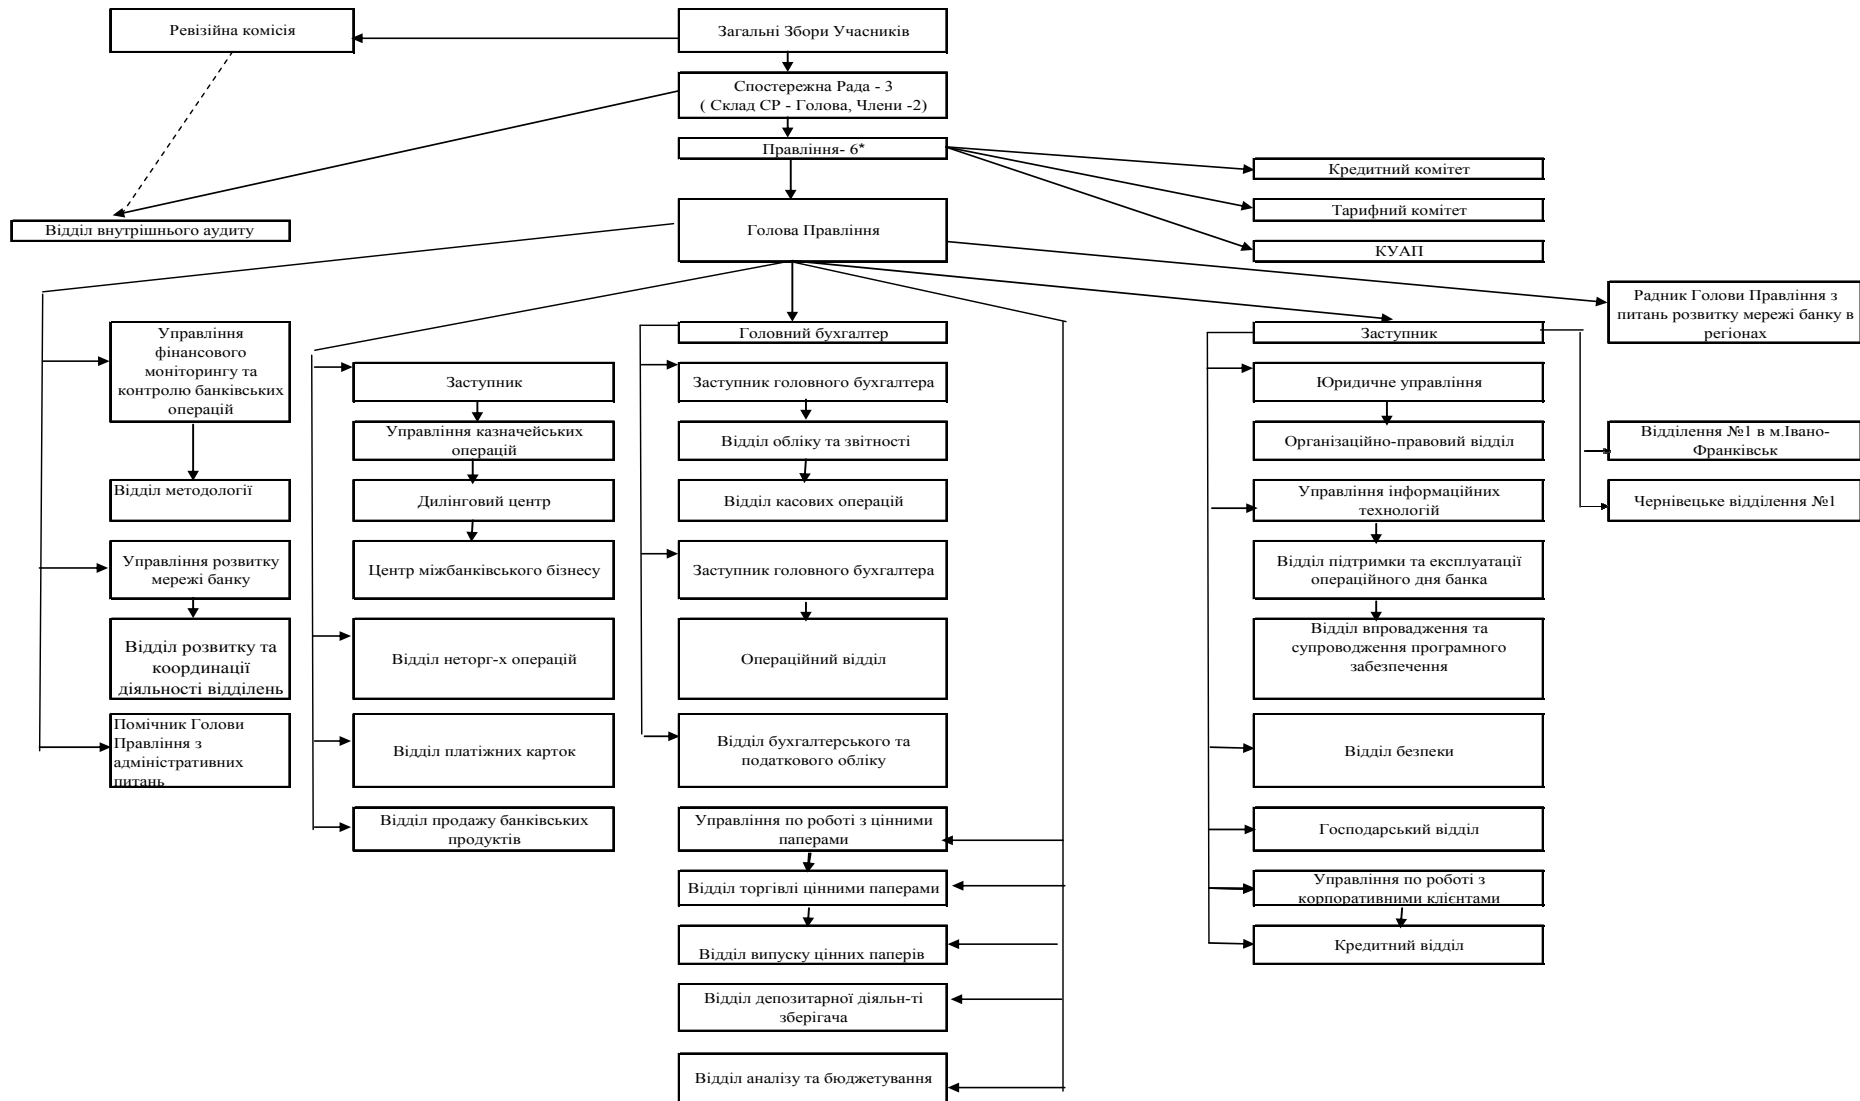 Ревізійна комісія
Загальні Збори Учасників
Спостережна Рада - 3
( Склад СР - Голова, Члени -2)
Правління- 6*
Кредитний комітет
Тарифний комітет
КУАП
Відділ внутрішнього аудиту
Голова Правління
Радник Голови Правління з
питань розвитку мережі банку в
регіонах
Управління
фінансового
моніторингу та
контролю банківських
операцій
Відділ методології
Управління розвитку
мережі банку
Відділ розвитку та
координації
діяльності відділень
Помічник Голови
Правління з
адміністративних
питань
Заступник
Управління казначейських
операцій
Дилінговий центр
Центр міжбанківського бізнесу
Відділ неторг-х операцій
Відділ платіжних карток
Відділ продажу банківських
продуктів
Головний бухгалтер
Заступник головного бухгалтера
Відділ обліку та звітності
Відділ касових операцій
Заступник головного бухгалтера
Операційний відділ
Відділ бухгалтерського та
податкового обліку
Управління по роботі з цінними
паперами
Відділ торгівлі цінними паперами
Відділ випуску цінних паперів
Відділ депозитарної діяльн-ті
зберігача
Відділ аналізу та бюджетування
Заступник
Юридичне управління
Організаційно-правовий відділ
Управління інформаційних
технологій
Відділ підтримки та експлуатації
операційного дня банка
Відділ впровадження та
супроводження програмного
забезпечення
Відділ безпеки
Господарський відділ
Управління по роботі з
корпоративними клієнтами
Кредитний відділ
Відділення №1 в м.Івано-
Франківськ
Чернівецьке відділення №1